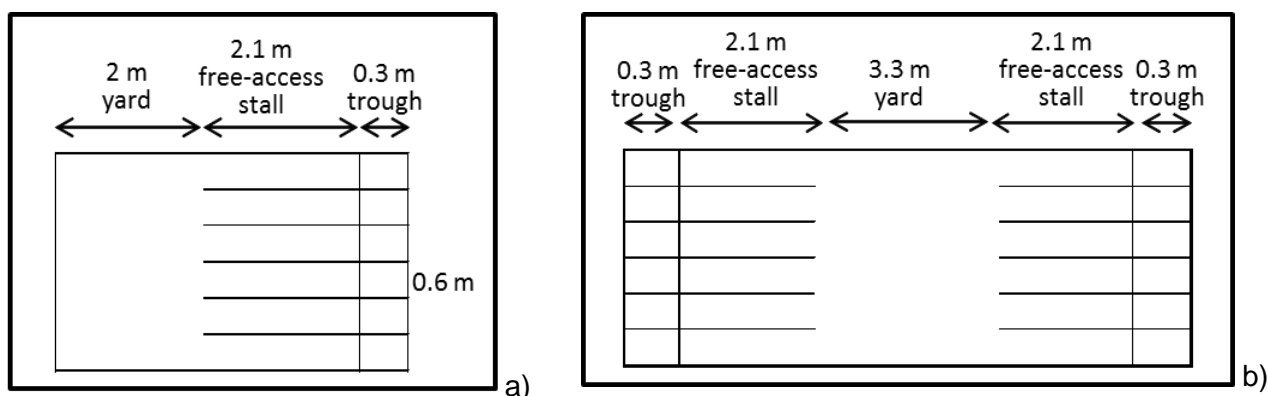 2 m
yard
2.1 m
free-access
stall
0.3 m
trough
0.6 m
a)
0.3 m
trough
2.1 m
free-access
stall
3.3 m
yard
2.1 m
free-access
stall
0.3 m
trough
b)